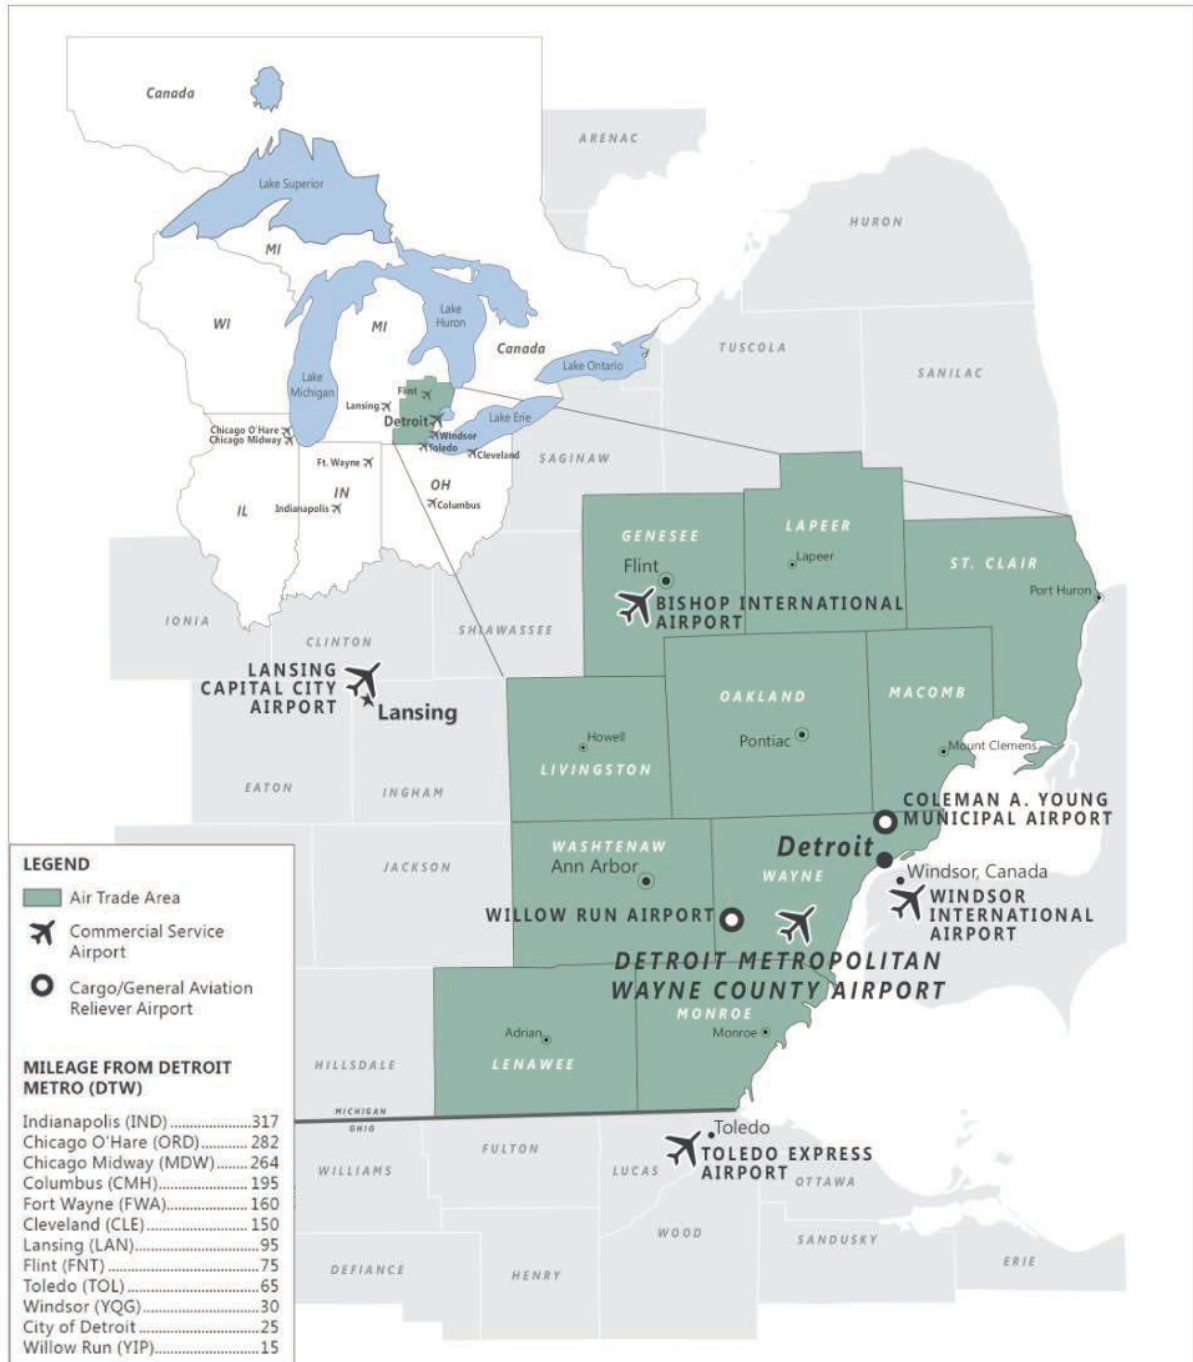 Canada
Lake Superior
MI
WI
MI
Lake
Huron
Canada
Lake Ontario
Lake
Michigan
Flint
Lansing
Detroit
Lake Erie
Windsor
Toledo
Cleveland
Chicago O'Hare
Chicago Midway
Ft. Wayne
IN
OH
IL
Indianapolis
Columbus
ARENAC
HURON
TUSCOLA
SANILAC
SAGINAW
GENESEE
LAPEER
ST. CLAIR
Flint
Lapeer
Port Huron
BISHOP INTERNATIONAL
AIRPORT
IONIA
CLINTON
SHIAWASSEE
LANSING
CAPITAL CITY
AIRPORT
Lansing
OAKLAND
MACOMB
Howell
Pontiac
Mount Clemens
LIVINGSTON
EATON
INGHAM
COLEMAN A. YOUNG
MUNICIPAL AIRPORT
JACKSON
WASHTENAW
Ann Arbor
Detroit
WAYNE
Windsor, Canada
WINDSOR
INTERNATIONAL
AIRPORT
WILLOW RUN AIRPORT
DETROIT METROPOLITAN
WAYNE COUNTY AIRPORT
MONROE
Adrian
Monroe
HILLSDALE
LENAWEE
MICHIGAN
OHIO
Toledo
TOLEDO EXPRESS
AIRPORT
WILLIAMS
FULTON
LUCAS
OTTAWA
WOOD
SANDUSKY
ERIE
DEFIANCE
HENRY
LEGEND
Air Trade Area
Commercial Service
Airport
Cargo/General Aviation
Reliever Airport
MILEAGE FROM DETROIT
METRO (DTW)
Indianapolis (IND) .................. 317
Chicago O'Hare (ORD) .......... 282
Chicago Midway (MDW) ....... 264
Columbus (CMH) .................... 195
Fort Wayne (FWA) ................... 160
Cleveland (CLE) ....................... 150
Lansing (LAN) ........................... 95
Flint (FNT) ................................. 75
Toledo (TOL) ............................. 65
Windsor (YQG) ......................... 30
City of Detroit .......................... 25
Willow Run (YIP) ...................... 15